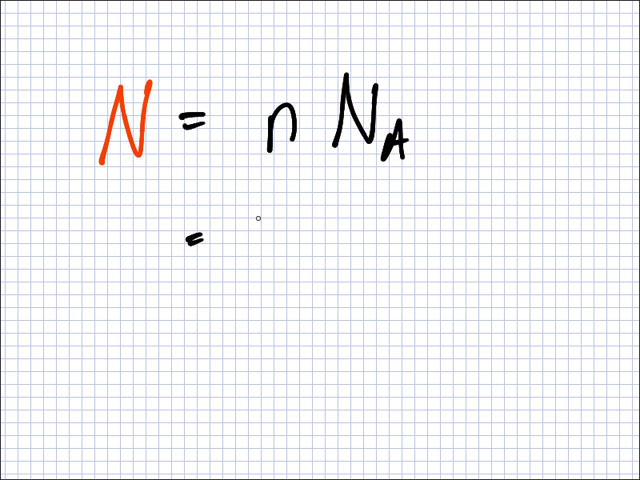 N = n N_A
=